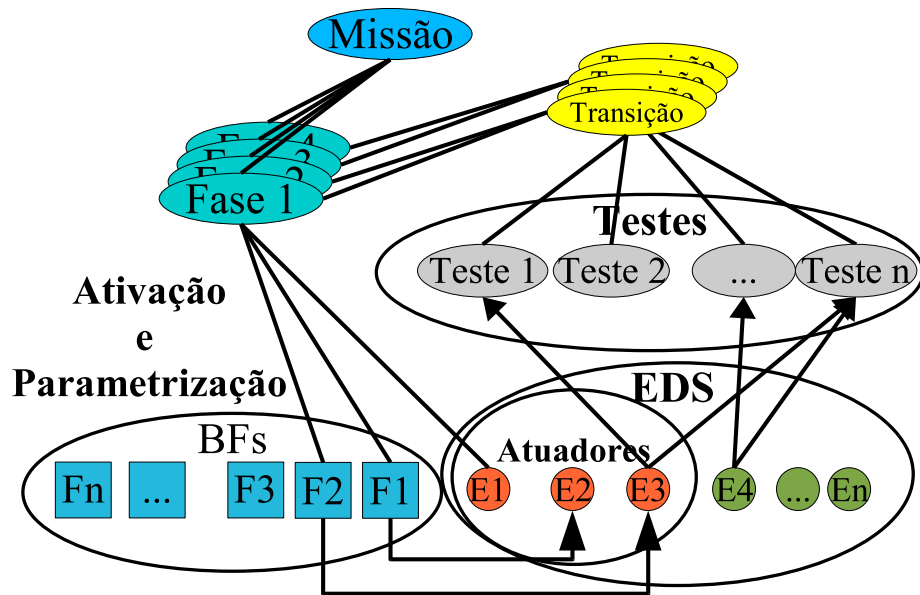 Missão
Transição
Fase 1
Testes
Teste 1
Teste 2
...
Teste n
Ativação
e
Parametrização
BFs
Fn
...
F3
F2
F1
EDS
Atuadores
E1
E2
E3
E4
...
En